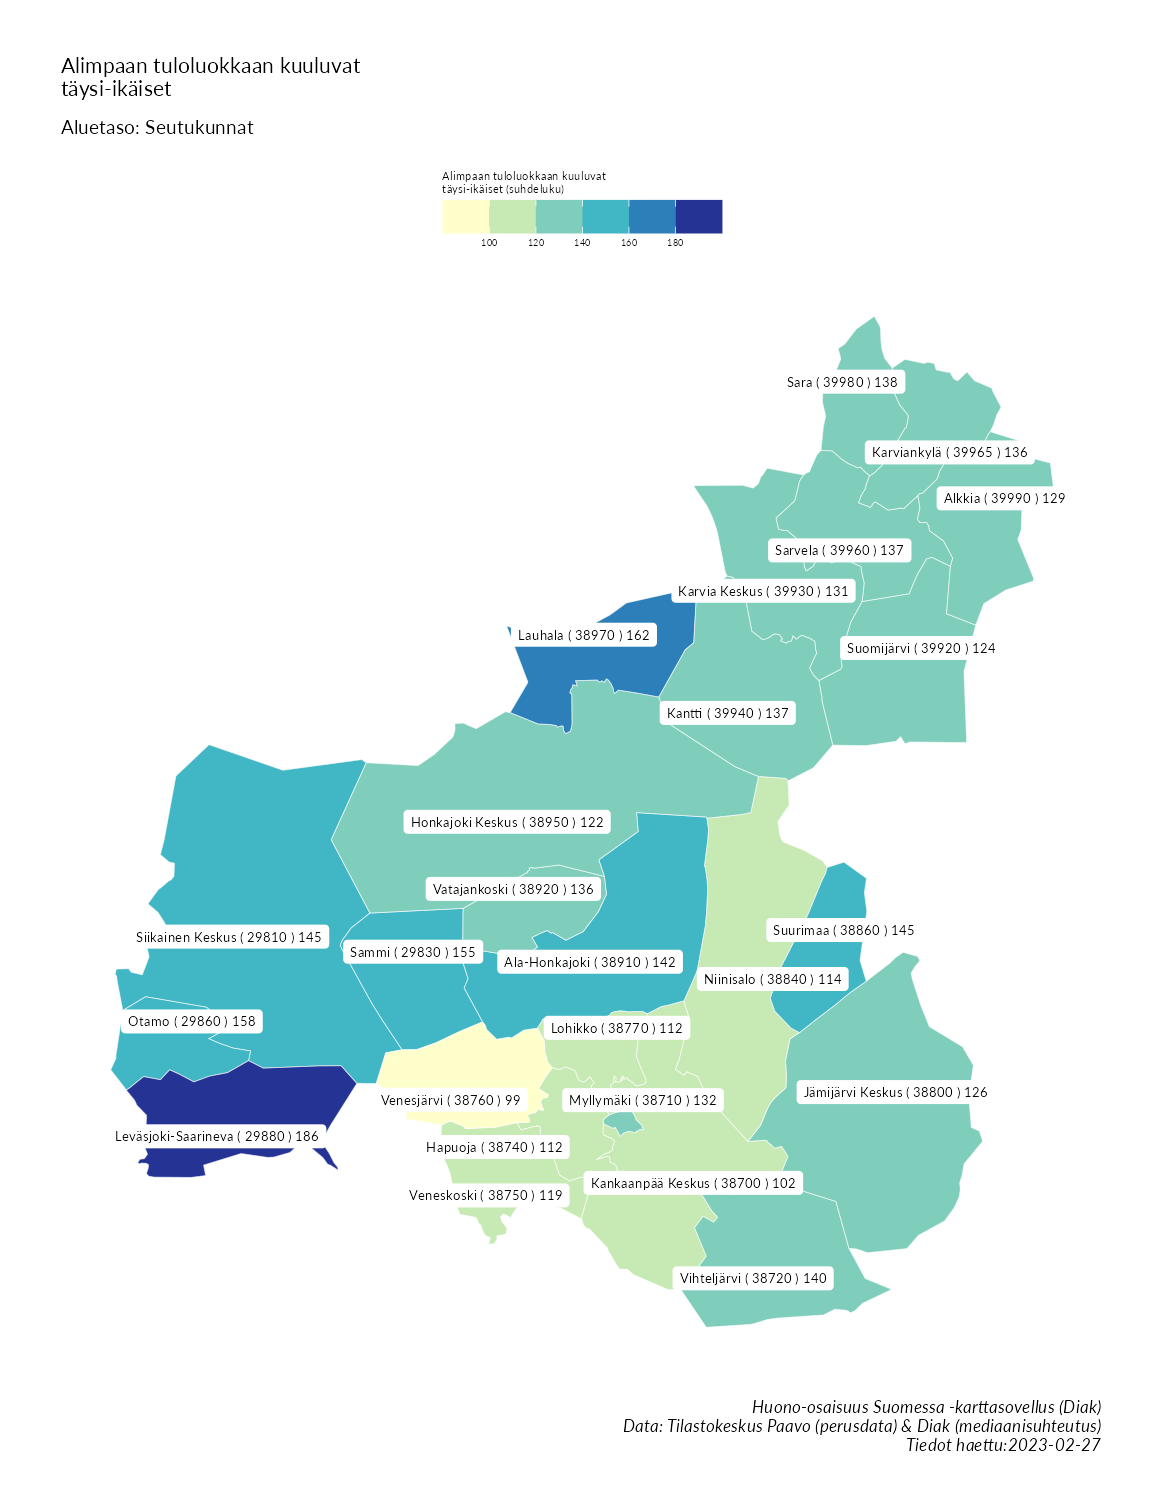 Alimpaan tuloluokkaan kuuluvat
täysi-ikäiset
Aluetaso: Seutukunnat
Alimpaan tuloluokkaan kuuluvat
täysi-ikäiset (suhdeluku)
100 120 140 160 180
Sara ( 39980 ) 138
Karviankylä ( 39965 ) 136
Alkkia ( 39990 ) 129
Sarvela ( 39960 ) 137
Karvia Keskus ( 39930 ) 131
Lauhala ( 38970 ) 162
Suomijärvi ( 39920 ) 124
Kantti ( 39940 ) 137
Honkajoki Keskus ( 38950 ) 122
Vatajankoski ( 38920 ) 136
Suurimaa ( 38860 ) 145
Siikainen Keskus ( 29810 ) 145
Sammi ( 29830 ) 155
Ala-Honkajoki ( 38910 ) 142
Niinisalo ( 38840 ) 114
Otamo ( 29860 ) 158
Lohikko ( 38770 ) 112
Jämijärvi Keskus ( 38800 ) 126
Venesjärvi ( 38760 ) 99
Myllymäki ( 38710 ) 132
Leväsjoki-Saarineva ( 29880 ) 186
Hapuoja ( 38740 ) 112
Kankaanpää Keskus ( 38700 ) 102
Veneskoski ( 38750 ) 119
Vihteljärvi ( 38720 ) 140
Huono-osaisuus Suomessa -karttasovellus (Diak)
Data: Tilastokeskus Paavo (perusdata) & Diak (mediaanisuhteutus)
Tiedot haettu:2023-02-27